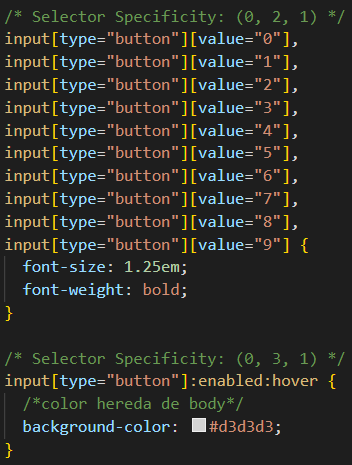 /* Selector Specificity: (0, 2, 1) */
input[type="button"][value="0"],
input[type="button"][value="1"],
input[type="button"][value="2"],
input[type="button"][value="3"],
input[type="button"][value="4"],
input[type="button"][value="5"],
input[type="button"][value="6"],
input[type="button"][value="7"],
input[type="button"][value="8"],
input[type="button"][value="9"] {
  font-size: 1.25em;
  font-weight: bold;
}

/* Selector Specificity: (0, 3, 1) */
input[type="button"]:enabled:hover {
  /*color hereda de body*/
  background-color: #d3d3d3;
}